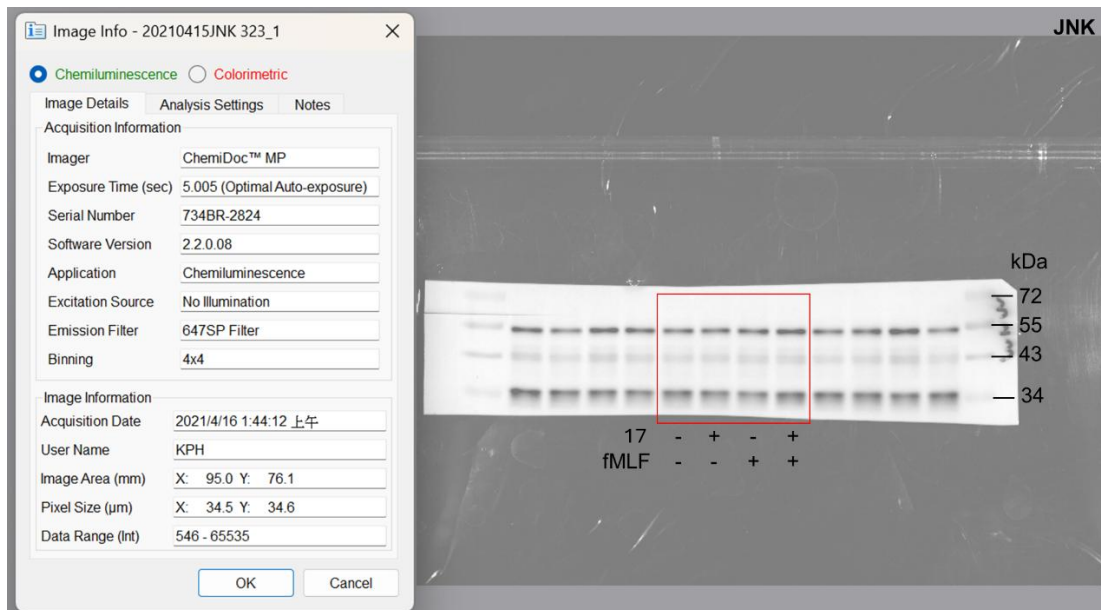 Image Info - 20210415JNK 323_1
Chemiluminescence Colorimetric
Image Details Analysis Settings Notes
Acquisition Information
Imager ChemiDoc™ MP
Exposure Time (sec) 5.005 (Optimal Auto-exposure)
Serial Number 734BR-2824
Software Version 2.2.0.08
Application Chemiluminescence
Excitation Source No Illumination
Emission Filter 647SP Filter
Binning 4x4
Image Information
Acquisition Date 2021/4/16 1:44:12 上午
User Name KPH
Image Area (mm) X: 95.0 Y: 76.1
Pixel Size (µm) X: 34.5 Y: 34.6
Data Range (Int) 546 - 65535
OK Cancel
JNK
kDa
72
55
43
34
17 - + - +
fMLF - - + +